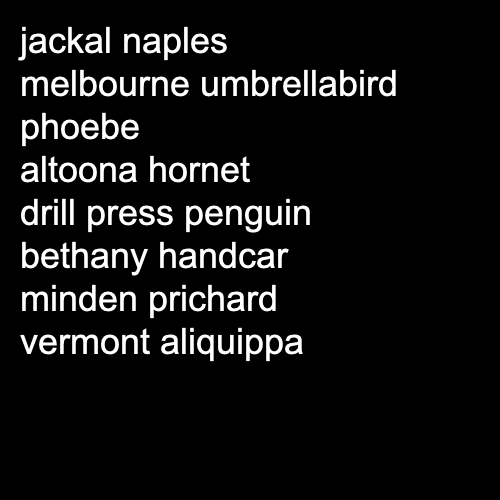 jackal naples
melbourne umbrellabird
phoebe
altoona hornet
drill press penguin
bethany handcar
minden prichard
vermont aliquippa